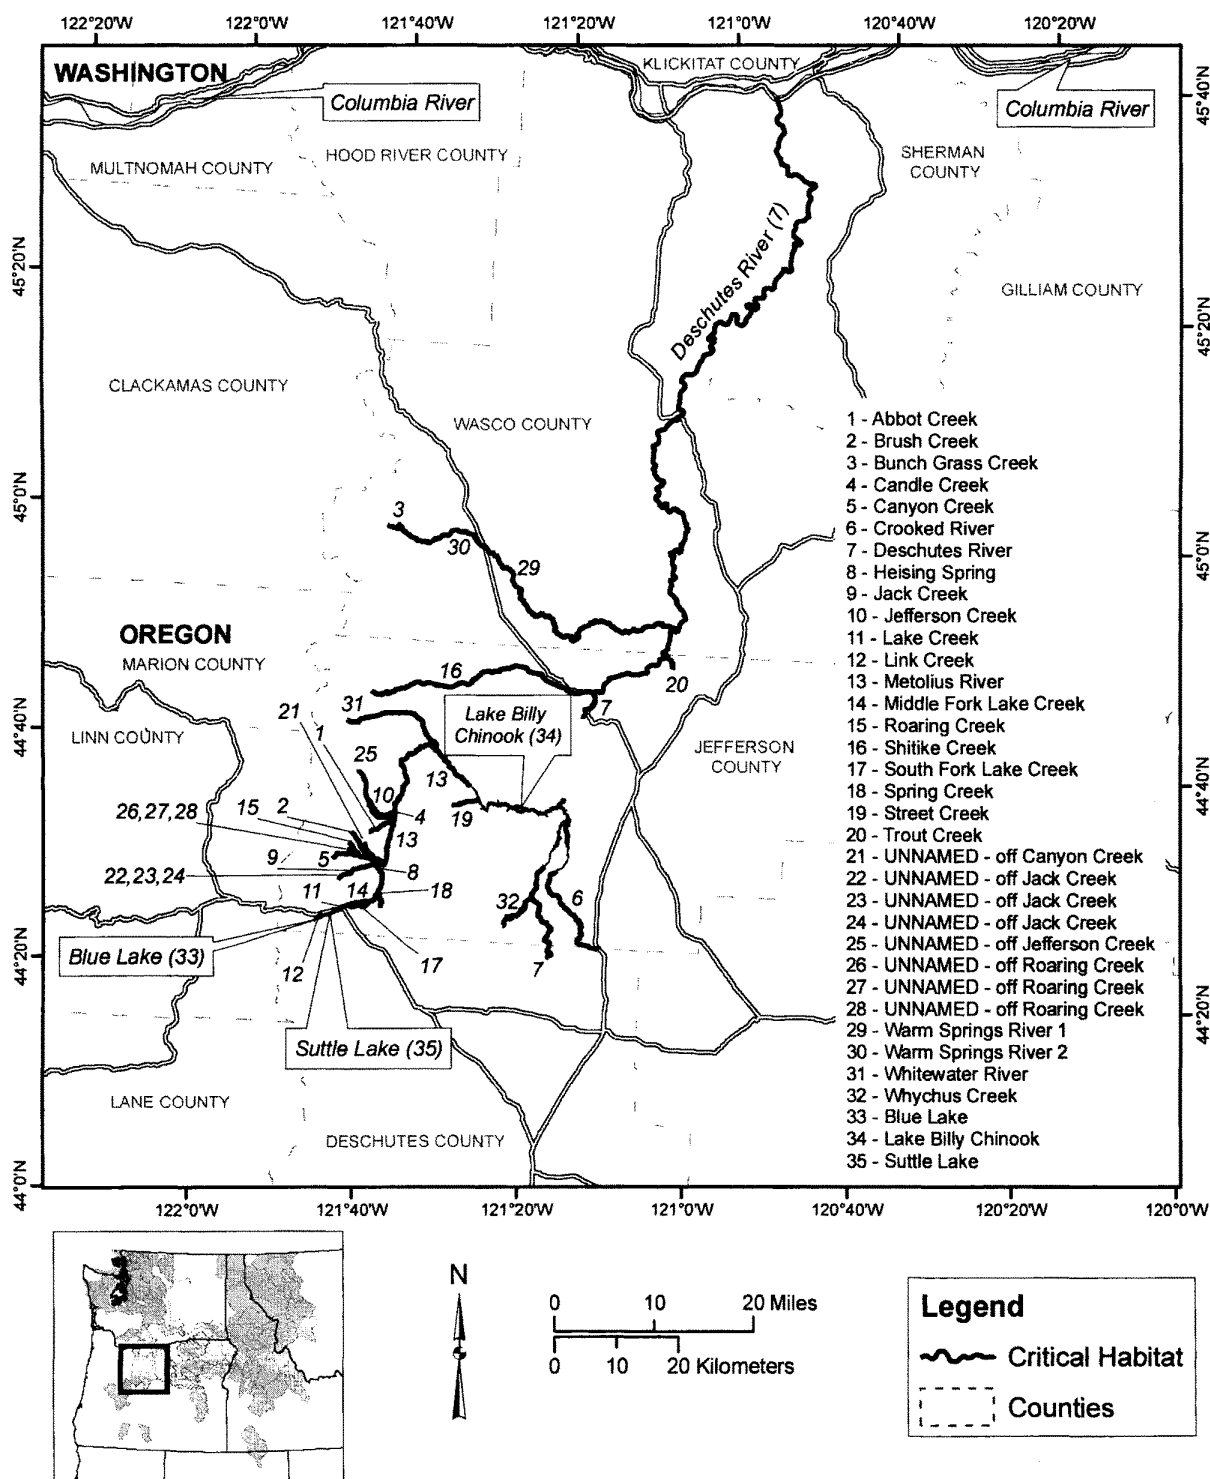 122°20'W 122°0'W 121°40'W 121°20'W 121°0'W 120°40'W 120°20'W
WASHINGTON
KLICKITAT COUNTY
Columbia River
Columbia River
45°40'N
MULTNOMAH COUNTY
HOOD RIVER COUNTY
SHERMAN
COUNTY
Deschutes River (7)
45°20'N
GILLIAM COUNTY
45°20'N
CLACKAMAS COUNTY
WASCO COUNTY
1 - Abbot Creek
2 - Brush Creek
3 - Bunch Grass Creek
4 - Candle Creek
5 - Canyon Creek
6 - Crooked River
7 - Deschutes River
8 - Heising Spring
9 - Jack Creek
10 - Jefferson Creek
11 - Lake Creek
12 - Link Creek
13 - Metolius River
14 - Middle Fork Lake Creek
15 - Roaring Creek
16 - Shitike Creek
17 - South Fork Lake Creek
18 - Spring Creek
19 - Street Creek
20 - Trout Creek
21 - UNNAMED - off Canyon Creek
22 - UNNAMED - off Jack Creek
23 - UNNAMED - off Jack Creek
24 - UNNAMED - off Jack Creek
25 - UNNAMED - off Jefferson Creek
26 - UNNAMED - off Roaring Creek
27 - UNNAMED - off Roaring Creek
28 - UNNAMED - off Roaring Creek
29 - Warm Springs River 1
30 - Warm Springs River 2
31 - Whitewater River
32 - Whychus Creek
33 - Blue Lake
34 - Lake Billy Chinook
35 - Suttle Lake
45°0'N
3
30
29
45°0'N
OREGON
MARION COUNTY
16
20
31
7
21
1
Lake Billy
Chinook (34)
44°40'N
LINN COUNTY
JEFFERSON
COUNTY
25
13
44°40'N
10
26,27,28
15
2
4
19
13
9
5
8
22,23,24
11
14
18
32
6
Blue Lake (33)
12
17
7
44°20'N
44°20'N
Suttle Lake (35)
LANE COUNTY
DESCHUTES COUNTY
44°0'N
122°0'W 121°40'W 121°20'W 121°0'W 120°40'W 120°20'W 120°0'W
N
0 10 20 Miles
0 10 20 Kilometers
Legend
Critical Habitat
Counties